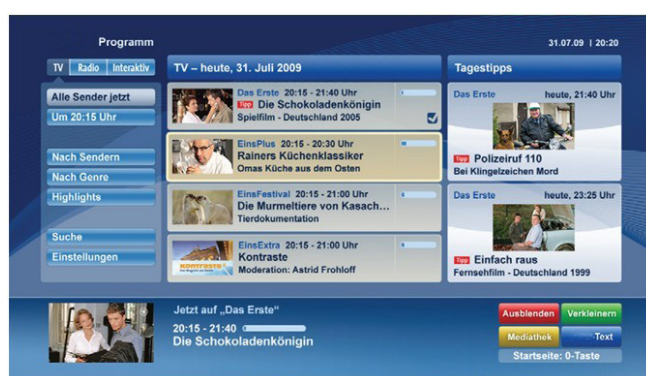 Programm
31.07.09 | 20:20
TV Radio Interaktiv
TV – heute, 31. Juli 2009
Tagestipps
Alle Sender jetzt
Um 20:15 Uhr
Nach Sendern
Nach Genre
Highlights
Suche
Einstellungen
Das Erste 20:15 - 21:40 Uhr
Tipp Die Schokoladenkönigin
Spielfilm - Deutschland 2005
EinsPlus 20:15 - 20:30 Uhr
Rainers Küchenklassiker
Omas Küche aus dem Osten
EinsFestival 20:15 - 21:00 Uhr
Die Murmeltiere von Kasach...
Tierdokumentation
KONTRASTE
EinsExtra 20:15 - 21:00 Uhr
Kontraste
Moderation: Astrid Frohloff
Das Erste heute, 21:40 Uhr
Tipp Polizeiruf 110
Bei Klingelzeichen Mord
Das Erste heute, 23:25 Uhr
Tipp Einfach raus
Fernsehfilm - Deutschland 1999
Jetzt auf „Das Erste“
20:15 - 21:40
Die Schokoladenkönigin
Ausblenden Verkleinern
Mediathek Text
Startseite: 0-Taste